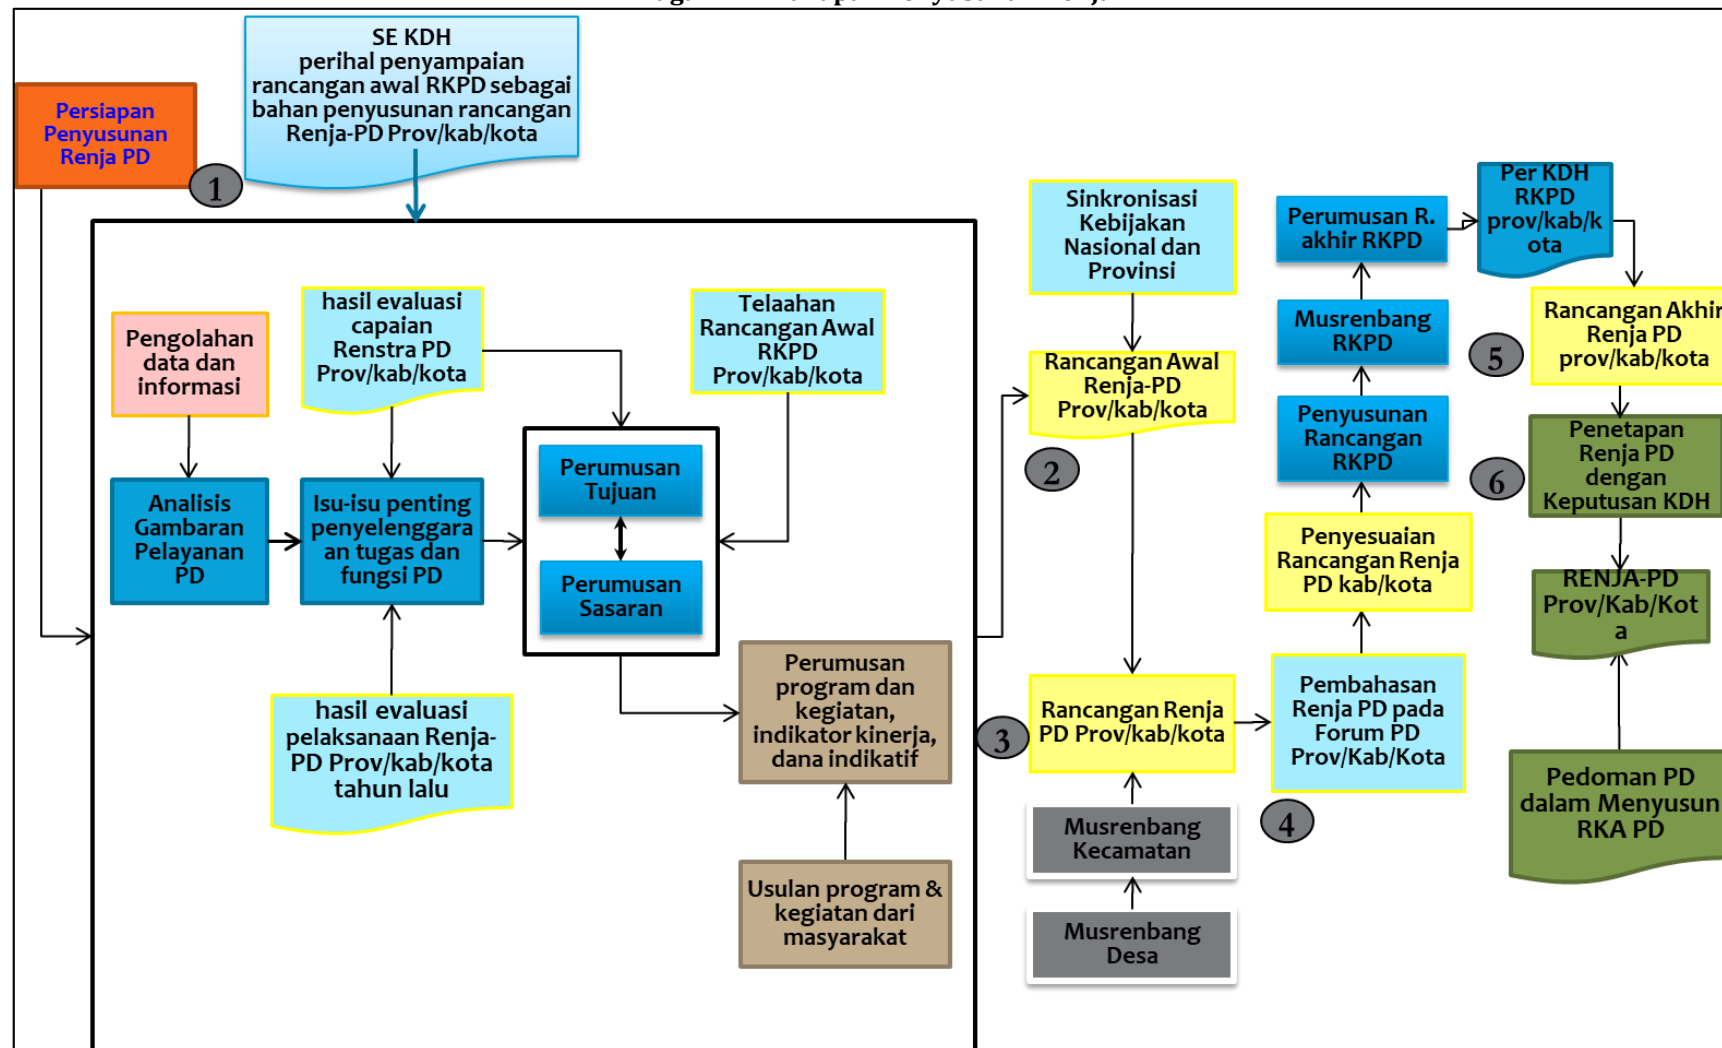 SE KDH
perihal penyampaian
rancangan awal RKPD sebagai
bahan penyusunan rancangan
Renja-PD Prov/kab/kota
Persiapan
Penyusunan
Renja PD
1
Pengolahan
data dan
informasi
hasil evaluasi
capaian
Renstra PD
Prov/kab/kota
Telaahan
Rancangan Awal
RKPD
Prov/kab/kota
Analisis
Gambaran
Pelayanan
PD
Isu-isu penting
penyelenggara
an tugas dan
fungsi PD
Perumusan
Tujuan
Perumusan
Sasaran
hasil evaluasi
pelaksanaan Renja-
PD Prov/kab/kota
tahun lalu
Perumusan
program dan
kegiatan,
indikator kinerja,
dana indikatif
Usulan program &
kegiatan dari
masyarakat
Sinkronisasi
Kebijakan
Nasional dan
Provinsi
Rancangan Awal
Renja-PD
Prov/kab/kota
2
Rancangan Renja
PD Prov/kab/kota
3
Musrenbang
Kecamatan
Musrenbang
Desa
Pembahasan
Renja PD pada
Forum PD
Prov/Kab/Kota
4
Penyesuaian
Rancangan Renja
PD kab/kota
Penyusunan
Rancangan
RKPD
Musrenbang
RKPD
Perumusan R.
akhir RKPD
Per KDH
RKPD
prov/kab/k
ota
Rancangan Akhir
Renja PD
prov/kab/kota
5
Penetapan
Renja PD
dengan
Keputusan KDH
6
RENJA-PD
Prov/Kab/Kot
a
Pedoman PD
dalam Menyusun
RKA PD